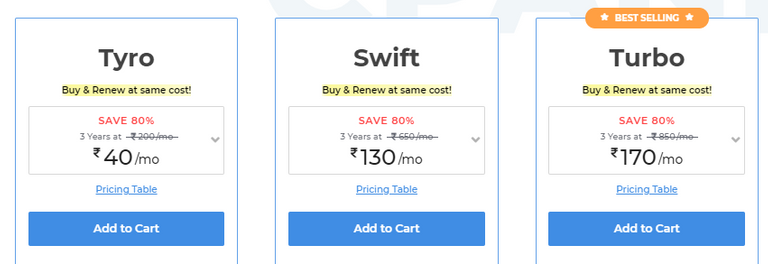 Tyro
Buy & Renew at same cost!
SAVE 80%
3 Years at ₹200/mo
₹40/mo
Pricing Table
Add to Cart
Swift
Buy & Renew at same cost!
SAVE 80%
3 Years at ₹650/mo
₹130/mo
Pricing Table
Add to Cart
★ BEST SELLING ★
Turbo
Buy & Renew at same cost!
SAVE 80%
3 Years at ₹850/mo
₹170/mo
Pricing Table
Add to Cart